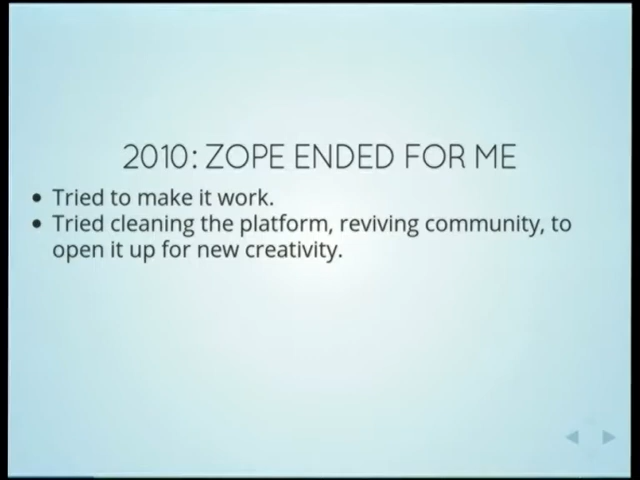 2010: ZOPE ENDED FOR ME
• Tried to make it work.
• Tried cleaning the platform, reviving community, to
open it up for new creativity.